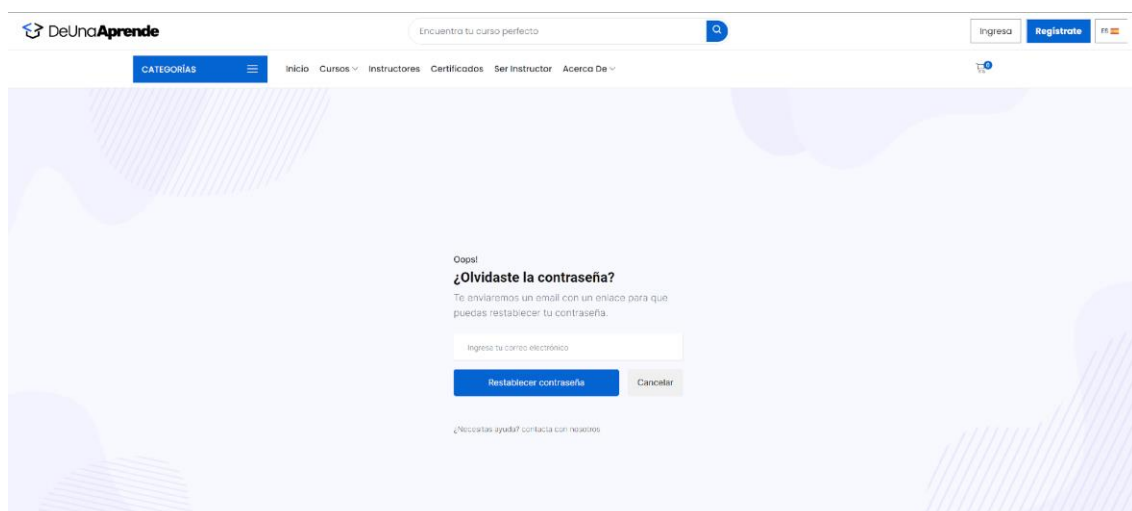 DeUnaAprende
Encuentra tu curso perfecto
Ingresa
Regístrate
ES
CATEGORÍAS
Inicio Cursos Instructores Certificados Ser Instructor Acerca De
0
Oops!
¿Olvidaste la contraseña?
Te enviaremos un email con un enlace para que
puedas restablecer tu contraseña.
Ingresa tu correo electrónico
Restablecer contraseña
Cancelar
¿Necesitas ayuda? contacta con nosotros